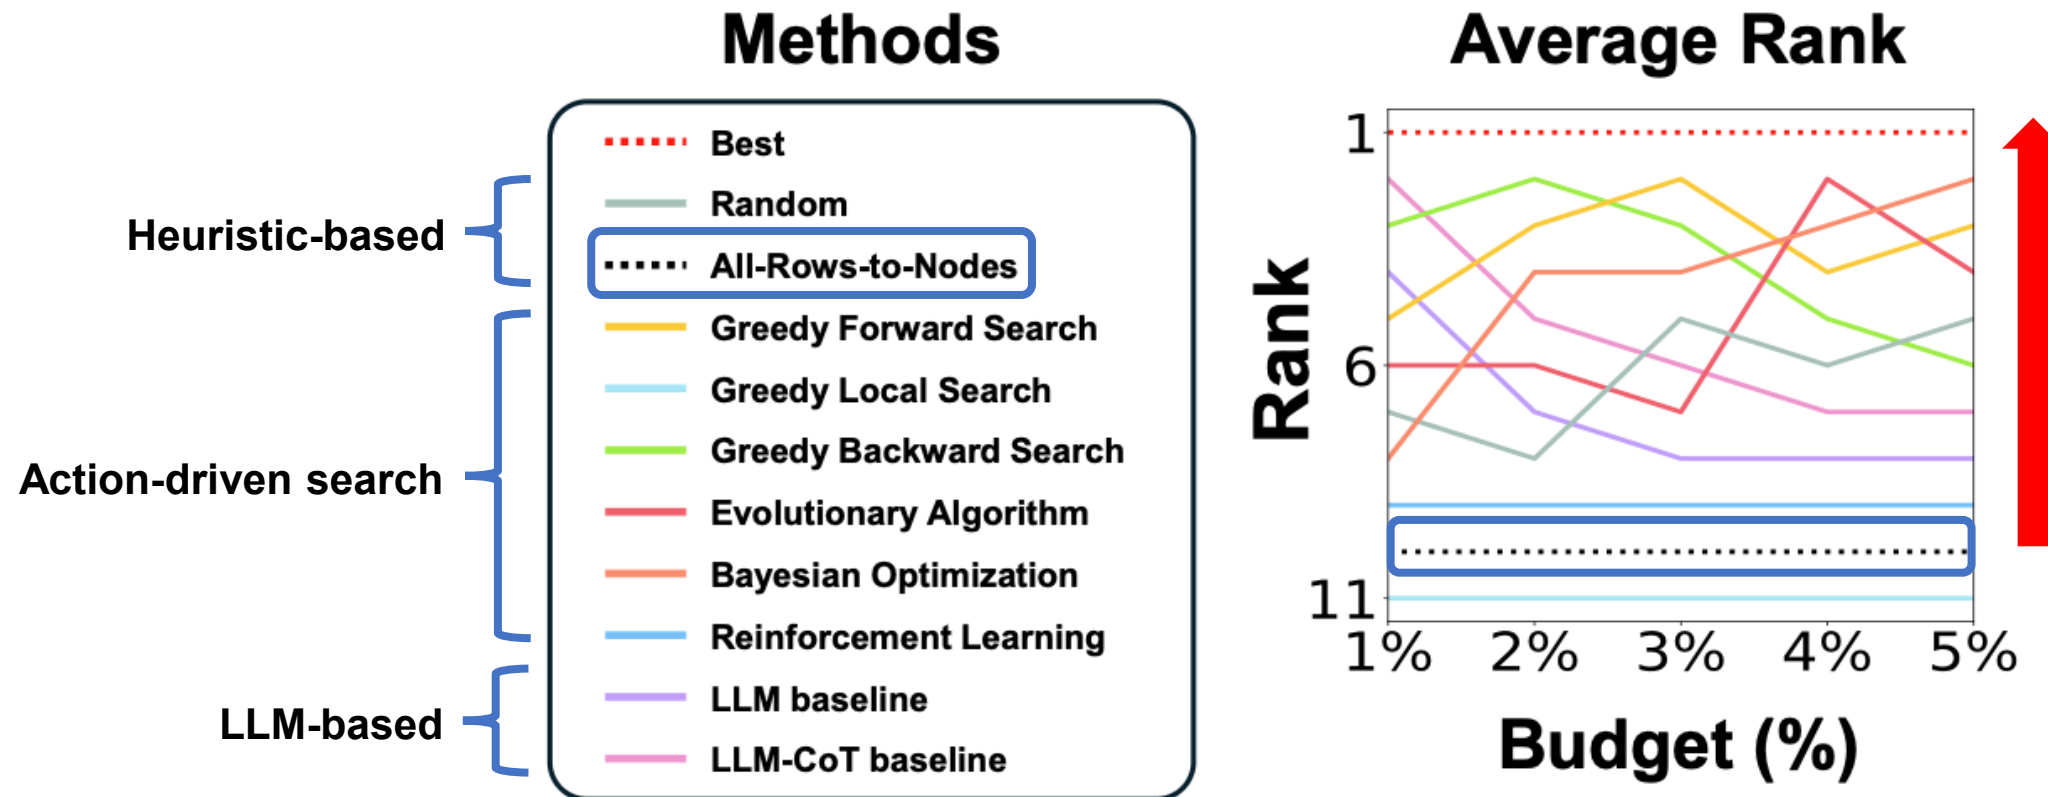 Methods
Heuristic-based
Action-driven search
LLM-based
Best
Random
All-Rows-to-Nodes
Greedy Forward Search
Greedy Local Search
Greedy Backward Search
Evolutionary Algorithm
Bayesian Optimization
Reinforcement Learning
LLM baseline
LLM-CoT baseline
Average Rank
Rank
1
6
11
1% 2% 3% 4% 5%
Budget (%)